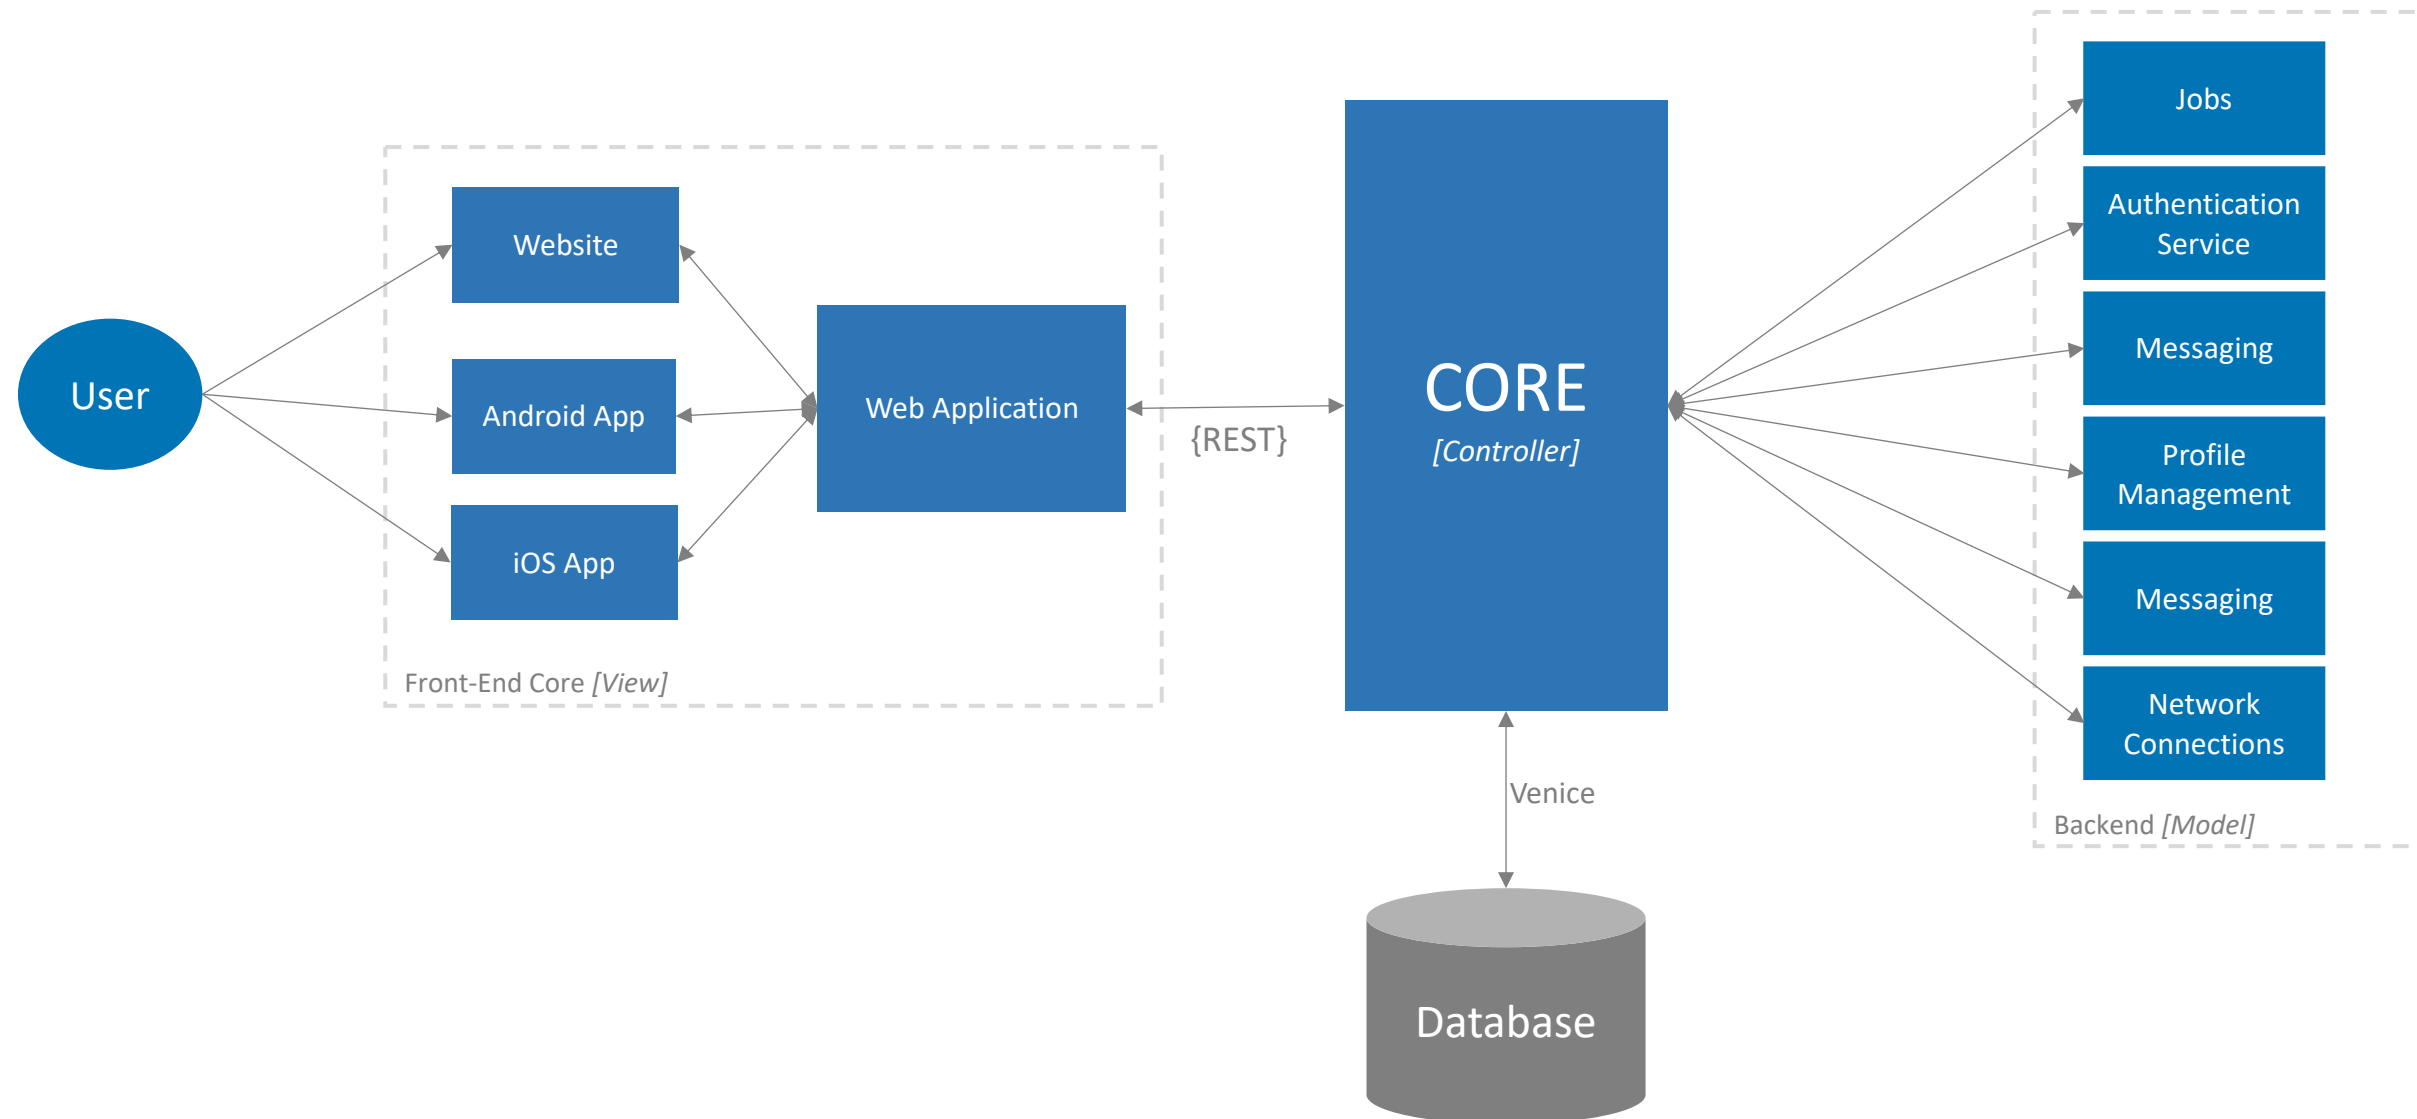 User
Website
Android App
iOS App
Front-End Core [View]
Web Application
{REST}
CORE
[Controller]
Venice
Database
Jobs
Authentication
Service
Messaging
Profile
Management
Messaging
Network
Connections
Backend [Model]